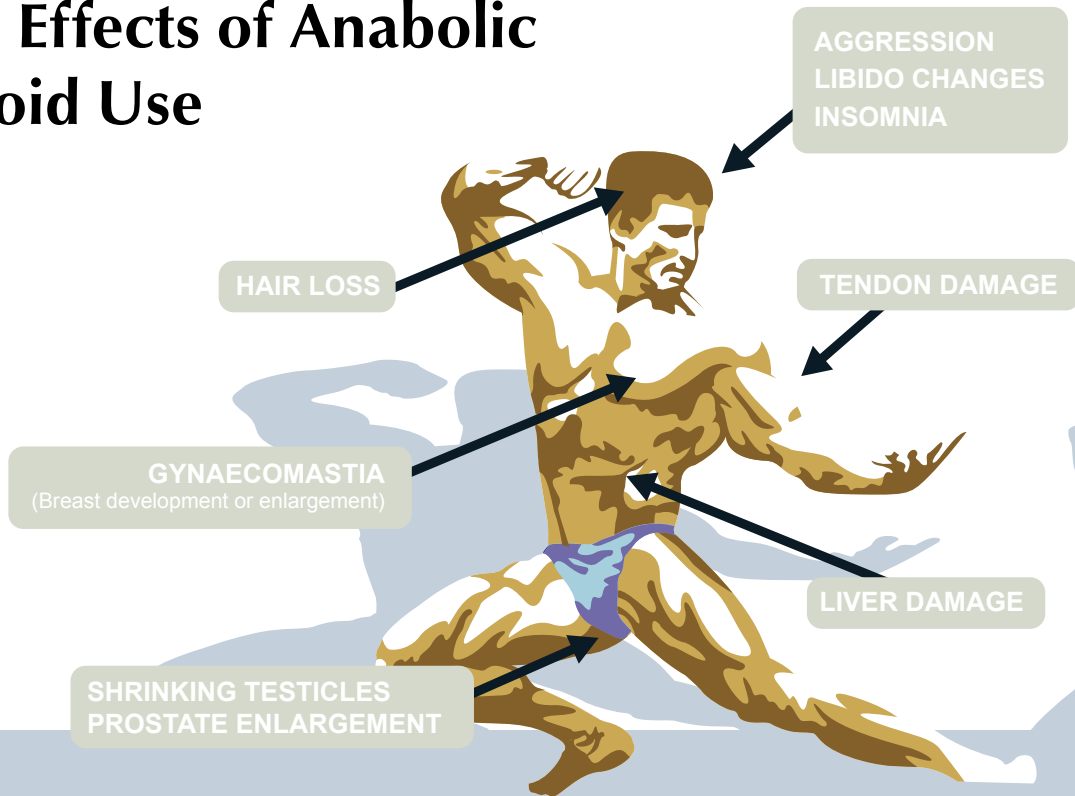 Effects of Anabolic
oid Use
AGGRESSION
LIBIDO CHANGES
INSOMNIA
HAIR LOSS
TENDON DAMAGE
GYNAECOMASTIA
(Breast development or enlargement)
LIVER DAMAGE
SHRINKING TESTICLES
PROSTATE ENLARGEMENT